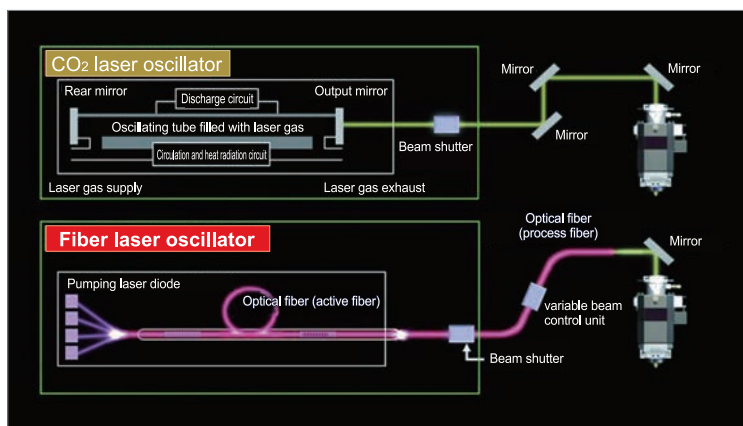 CO₂ laser oscillator
Rear mirror
Discharge circuit
Output mirror
Oscillating tube filled with laser gas
Circulation and heat radiation circuit
Laser gas supply
Laser gas exhaust
Beam shutter
Mirror
Mirror
Mirror
Fiber laser oscillator
Pumping laser diode
Optical fiber (active fiber)
Beam shutter
Optical fiber
(process fiber)
Mirror
variable beam
control unit